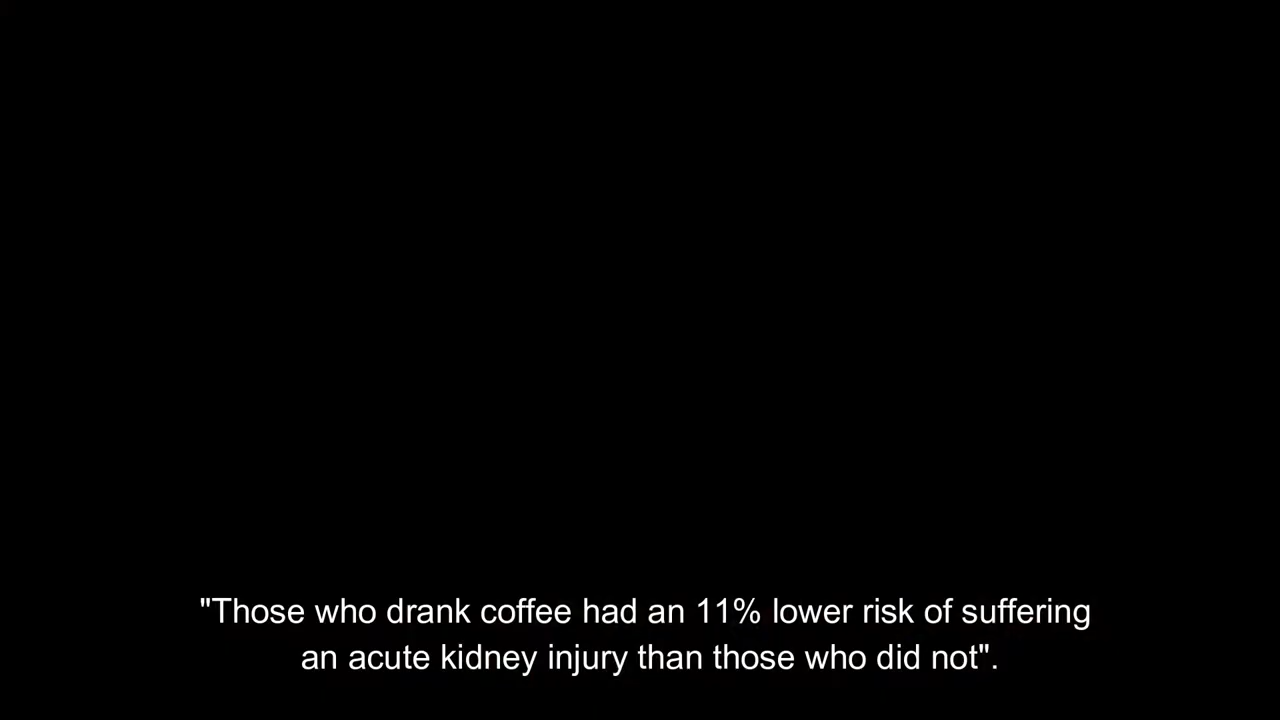 "Those who drank coffee had an 11% lower risk of suffering
an acute kidney injury than those who did not".